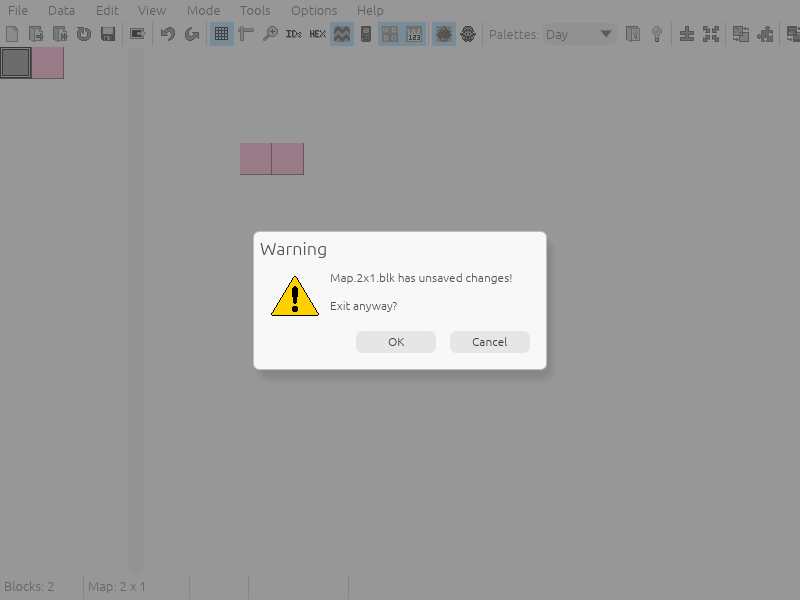 File Data Edit View Mode Tools Options Help
IDs HEX 123 Palettes: Day
Warning
Map.2x1.blk has unsaved changes!
Exit anyway?
OK Cancel
Blocks: 2 Map: 2 x 1